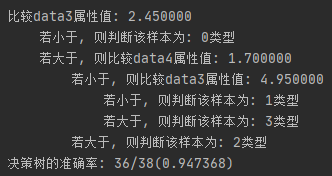 比较data3属性值: 2.450000
若小于, 则判断该样本为: 0类型
若大于, 则比较data4属性值: 1.700000
若小于, 则比较data3属性值: 4.950000
若小于, 则判断该样本为: 1类型
若大于, 则判断该样本为: 3类型
若大于, 则判断该样本为: 2类型
决策树的准确率: 36/38(0.947368)